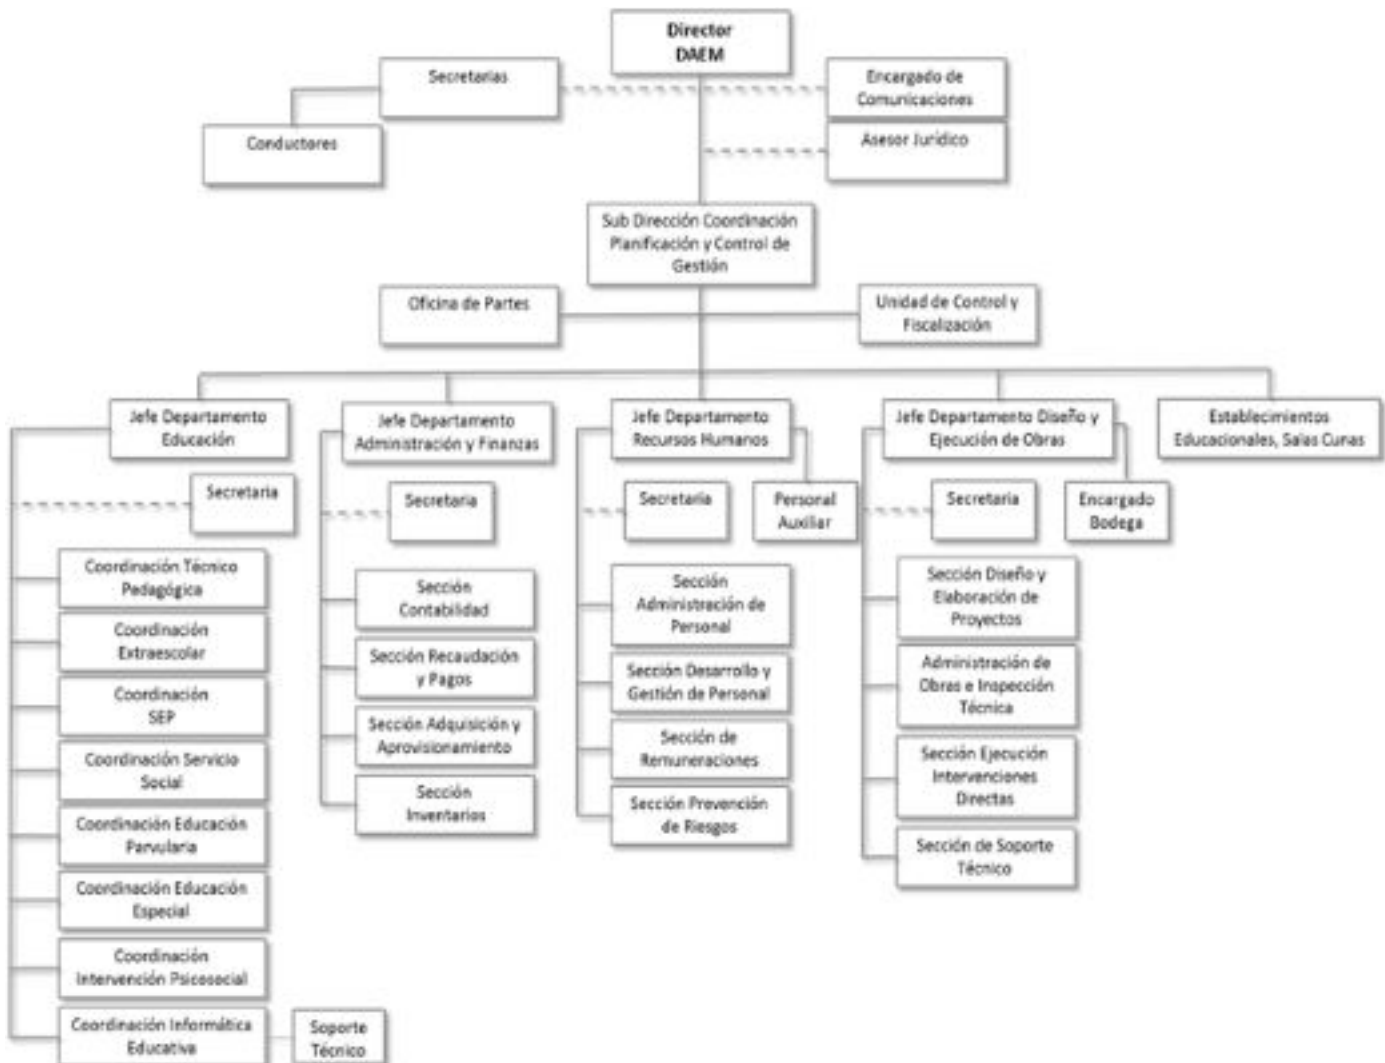 Director
DAEM
Secretarias
Encargado de
Comunicaciones
Conductores
Asesor Jurídico
Sub Dirección Coordinación
Planificación y Control de
Gestión
Oficina de Partes
Unidad de Control y
Fiscalización
Jefe Departamento
Educación
Jefe Departamento
Administración y Finanzas
Jefe Departamento
Recursos Humanos
Jefe Departamento Diseño y
Ejecución de Obras
Establecimientos
Educacionales, Salas Cunas
Secretaria
Secretaria
Secretaria
Personal
Auxiliar
Secretaria
Encargado
Bodega
Coordinación Técnico
Pedagógica
Coordinación
Extraescolar
Coordinación
SEP
Coordinación Servicio
Social
Coordinación Educación
Parvularia
Coordinación Educación
Especial
Coordinación
Intervención Psicosocial
Coordinación Informática
Educativa
Soporte
Técnico
Sección
Contabilidad
Sección Recaudación
y Pagos
Sección Adquisición y
Aprovisionamiento
Sección
Inventarios
Sección
Administración de
Personal
Sección Desarrollo y
Gestión de Personal
Sección de
Remuneraciones
Sección Prevención
de Riesgos
Sección Diseño y
Elaboración de
Proyectos
Administración de
Obras e Inspección
Técnica
Sección Ejecución
Intervenciones
Directas
Sección de Soporte
Técnico